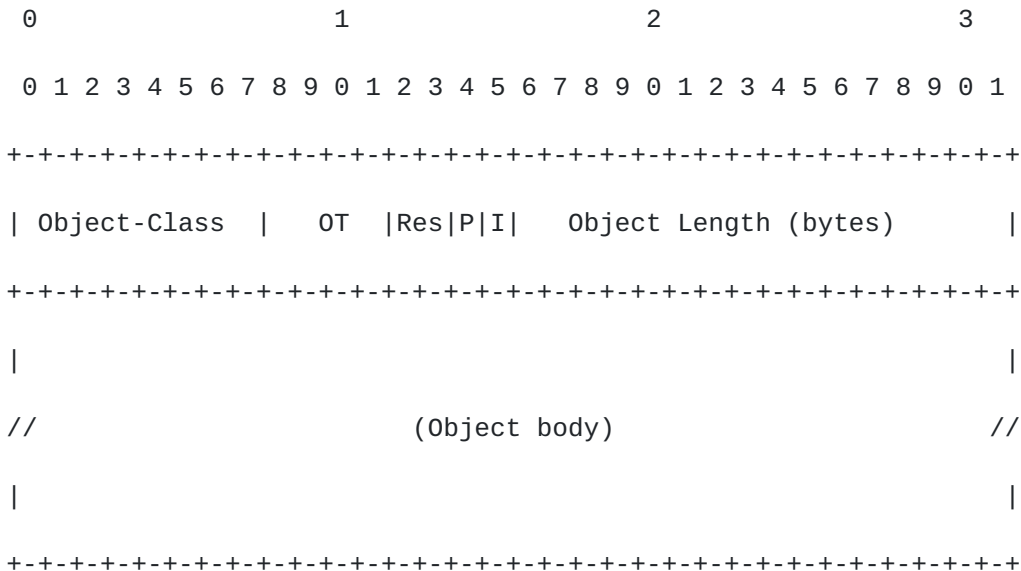 0                   1                   2                   3
 0 1 2 3 4 5 6 7 8 9 0 1 2 3 4 5 6 7 8 9 0 1 2 3 4 5 6 7 8 9 0 1
+-+-+-+-+-+-+-+-+-+-+-+-+-+-+-+-+-+-+-+-+-+-+-+-+-+-+-+-+-+-+-+-+
| Object-Class  |   OT  |Res|P|I|   Object Length (bytes)       |
+-+-+-+-+-+-+-+-+-+-+-+-+-+-+-+-+-+-+-+-+-+-+-+-+-+-+-+-+-+-+-+-+
|                                                               |
//                        (Object body)                        //
|                                                               |
+-+-+-+-+-+-+-+-+-+-+-+-+-+-+-+-+-+-+-+-+-+-+-+-+-+-+-+-+-+-+-+-+